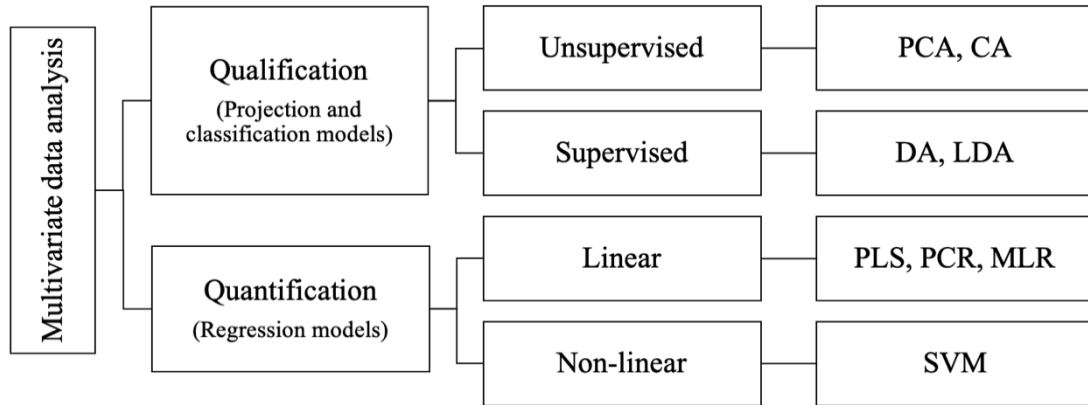 Multivariate data analysis
Qualification
(Projection and
classification models)
Unsupervised
PCA, CA
Supervised
DA, LDA
Quantification
(Regression models)
Linear
PLS, PCR, MLR
Non-linear
SVM